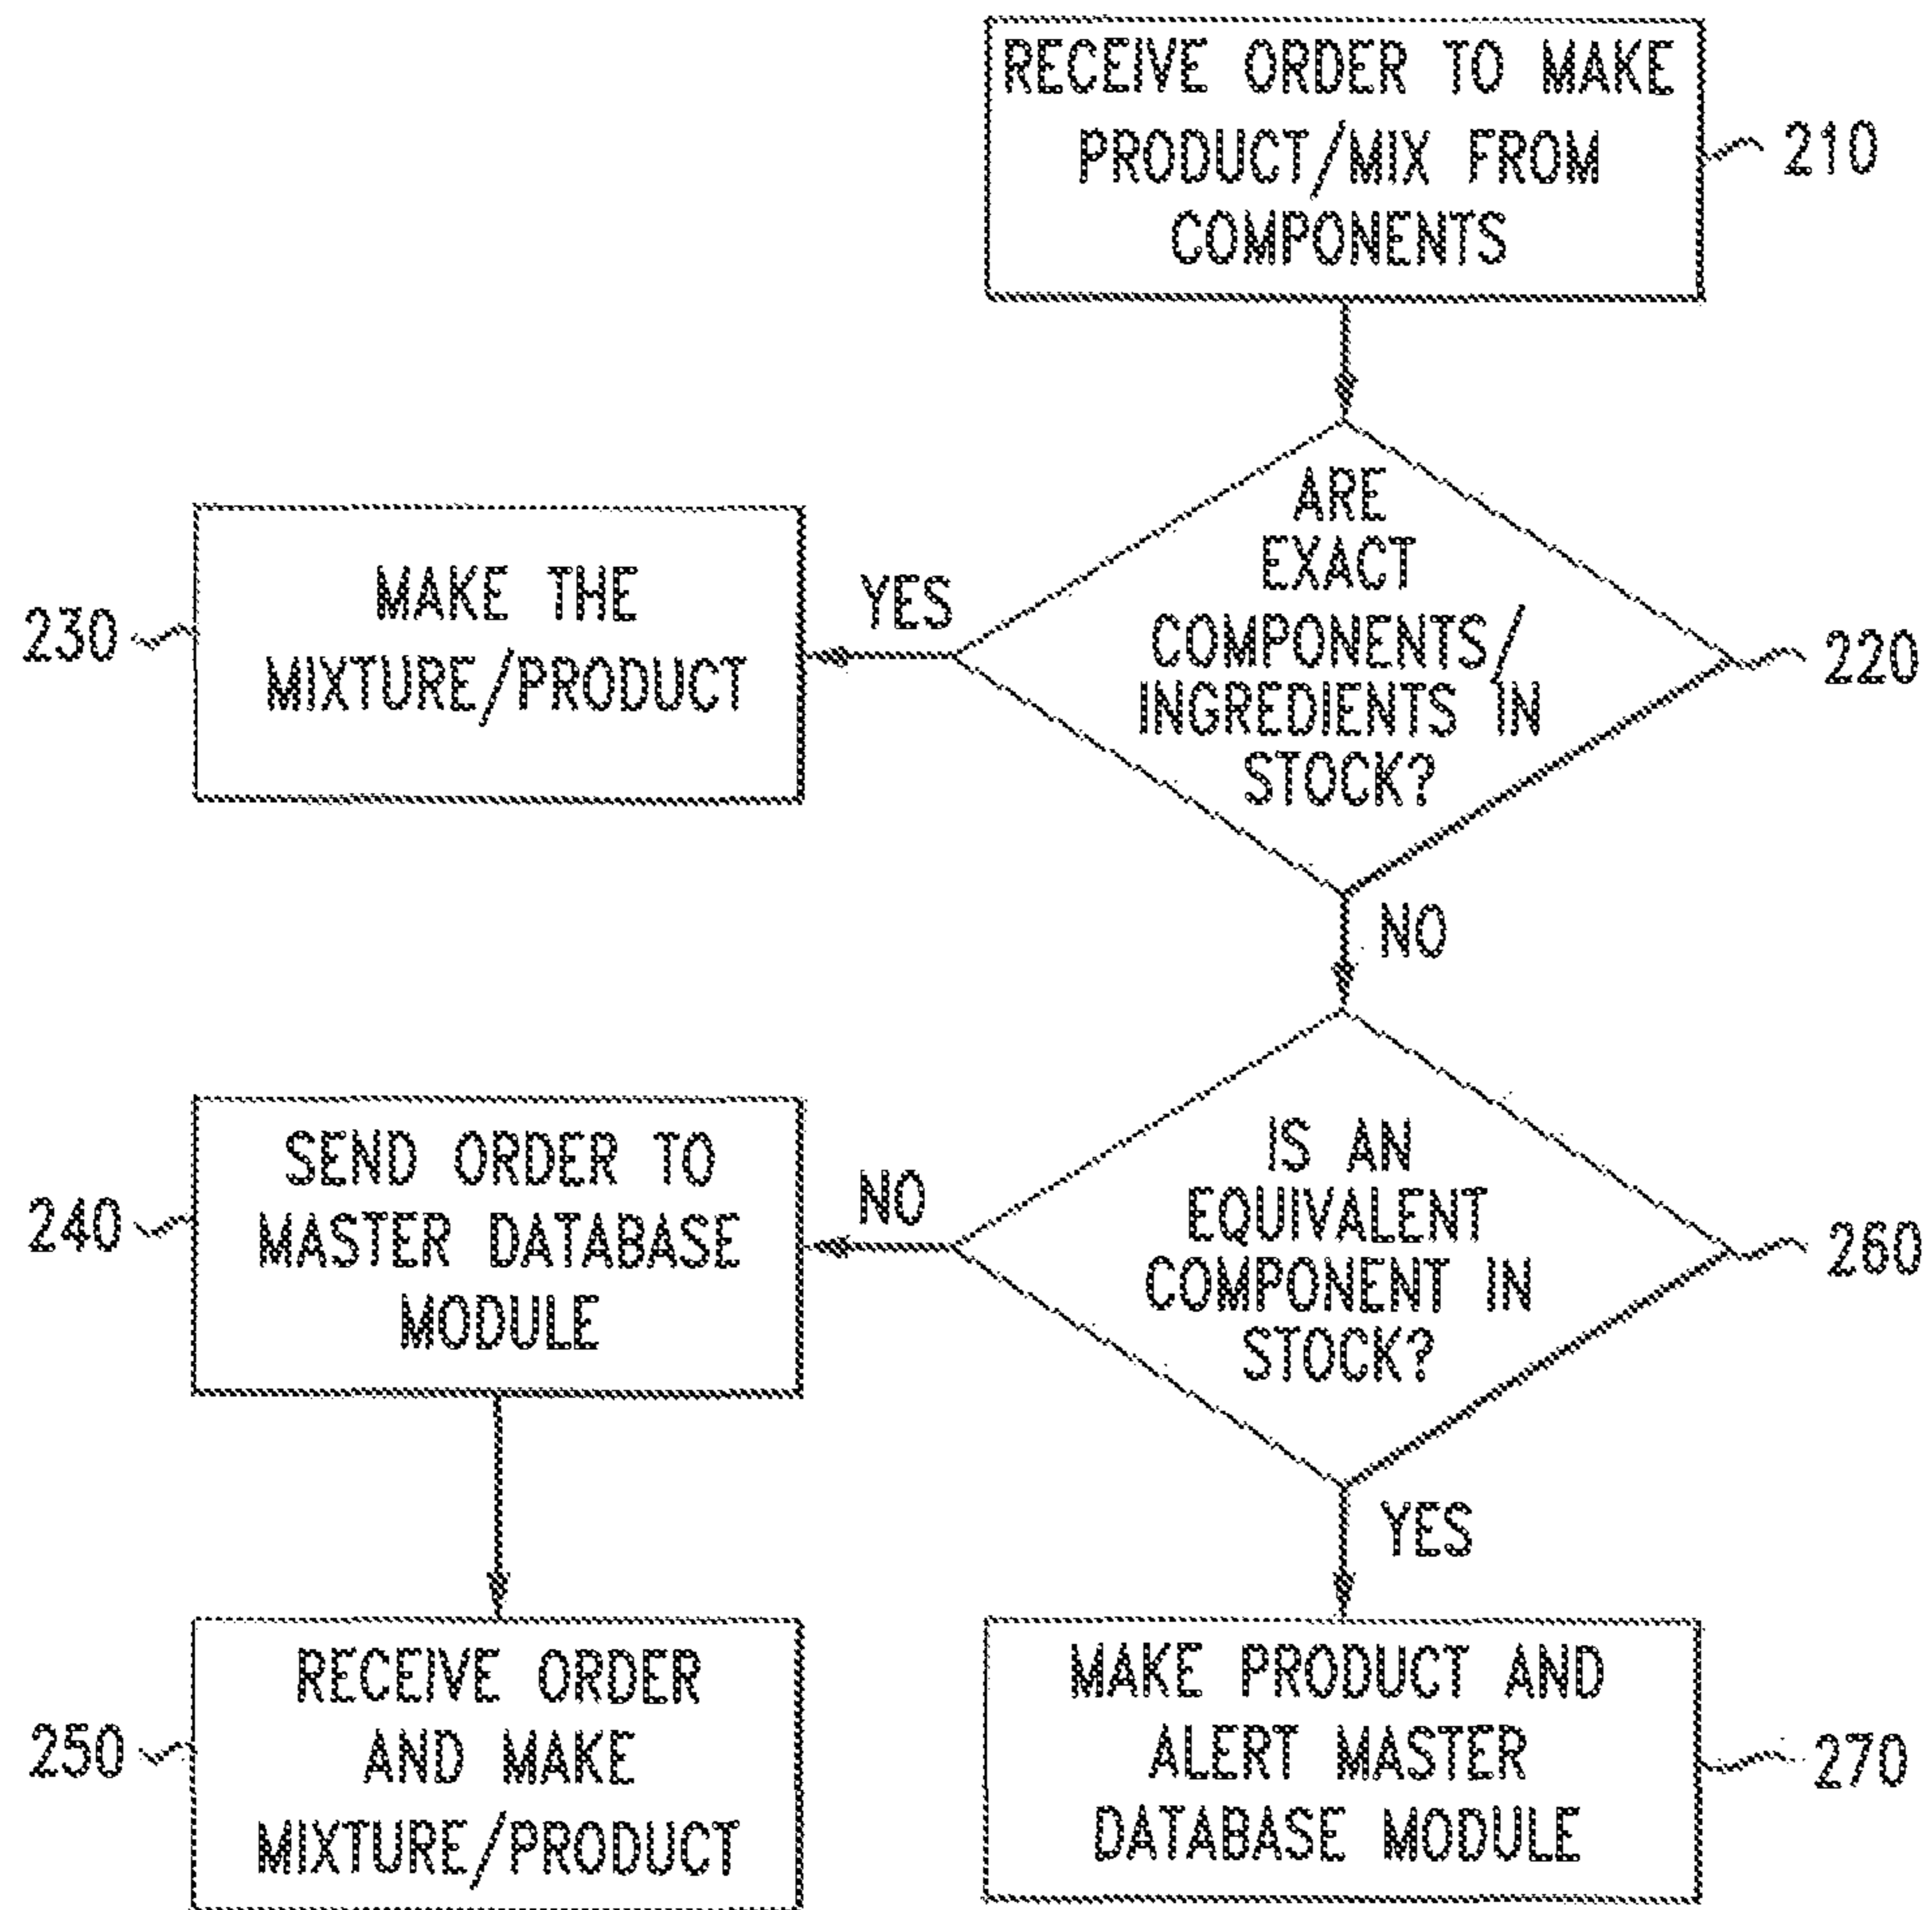 RECEIVE ORDER TO MAKE
PRODUCT/MIX FROM
COMPONENTS
210
ARE
EXACT
COMPONENTS/
INGREDIENTS IN
STOCK?
220
YES
MAKE THE
MIXTURE/PRODUCT
230
NO
IS AN
EQUIVALENT
COMPONENT IN
STOCK?
260
NO
SEND ORDER TO
MASTER DATABASE
MODULE
240
YES
RECEIVE ORDER
AND MAKE
MIXTURE/PRODUCT
250
MAKE PRODUCT AND
ALERT MASTER
DATABASE MODULE
270